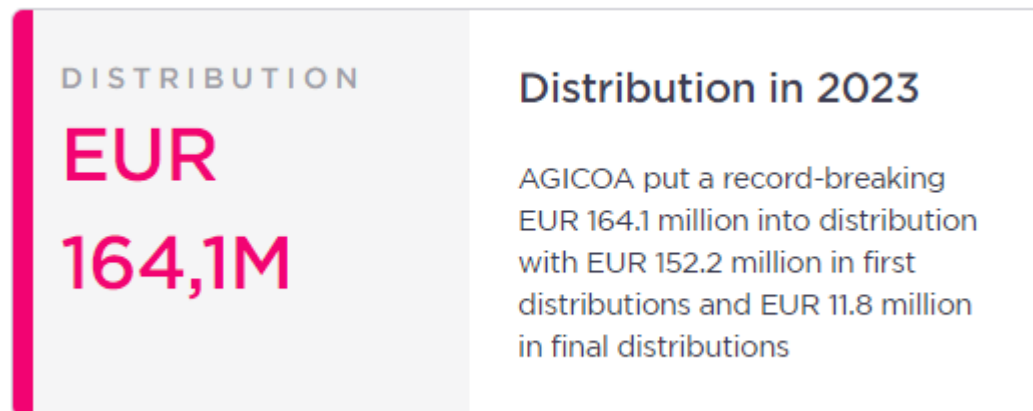 DISTRIBUTION
EUR
164,1M
Distribution in 2023
AGICOA put a record-breaking
EUR 164.1 million into distribution
with EUR 152.2 million in first
distributions and EUR 11.8 million
in final distributions